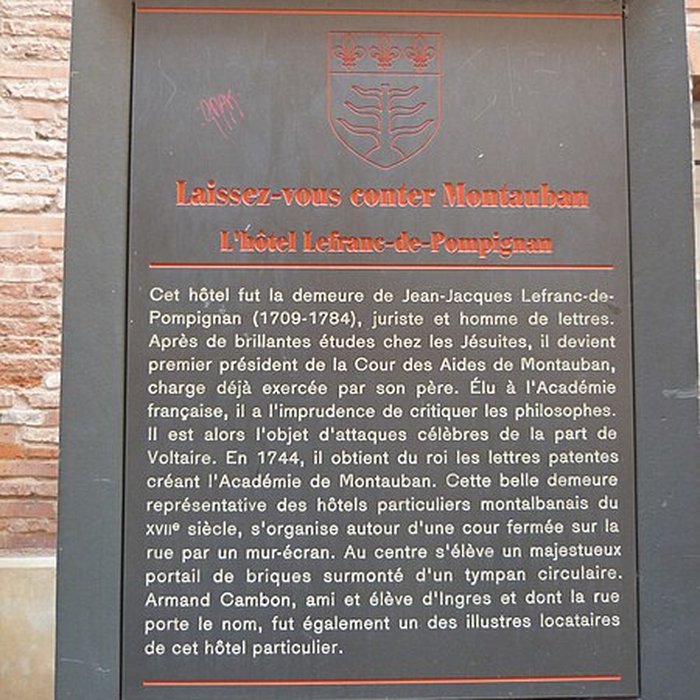 Laissez-vous conter Montauban
L'hôtel Lefranc-de-Pompignan
Cet hôtel fut la demeure de Jean-Jacques Lefranc-de-
Pompignan (1709-1784), juriste et homme de lettres.
Après de brillantes études chez les Jésuites, il devient
premier président de la Cour des Aides de Montauban,
charge déjà exercée par son père. Élu à l'Académie
française, il a l'imprudence de critiquer les philosophes.
Il est alors l'objet d'attaques célèbres de la part de
Voltaire. En 1744, il obtient du roi les lettres patentes
créant l'Académie de Montauban. Cette belle demeure
représentative des hôtels particuliers montalbanais du
XVIIe siècle, s'organise autour d'une cour fermée sur la
rue par un mur-écran. Au centre s'élève un majestueux
portail de briques surmonté d'un tympan circulaire.
Armand Cambon, ami et élève d'Ingres et dont la rue
porte le nom, fut également un des illustres locataires
de cet hôtel particulier.